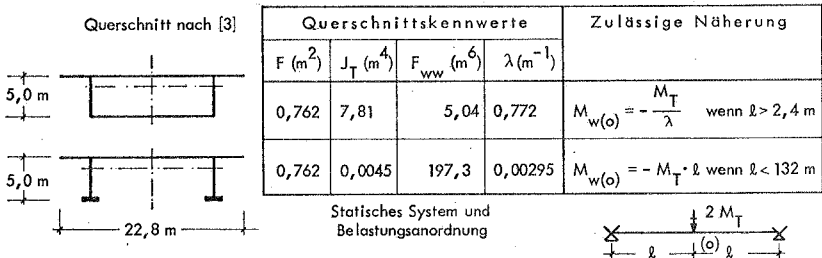 Querschnitt nach [3]
Querschnittskennwerte
Zulässige Näherung
F (m²) J_T (m⁴) F_ww (m⁶) λ(m⁻¹)
5,0 m
0,762 7,81 5,04 0,772 M_w(o) = - M_T/λ wenn ℓ> 2,4 m
5,0 m
0,762 0,0045 197,3 0,00295 M_w(o) = - M_T· ℓ wenn ℓ< 132 m
22,8 m
Statisches System und
Belastungsanordnung
2 M_T
ℓ (o) ℓ